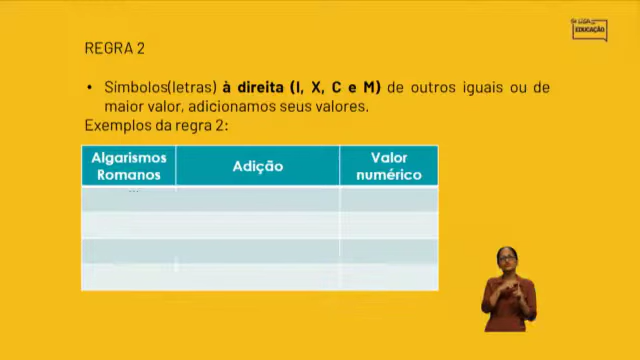 EDUCAÇÃO
REGRA 2
• Símbolos(letras) à direita (I, X, C e M) de outros iguais ou de
maior valor, adicionamos seus valores.
Exemplos da regra 2:
Algarismos Romanos
Adição
Valor numérico